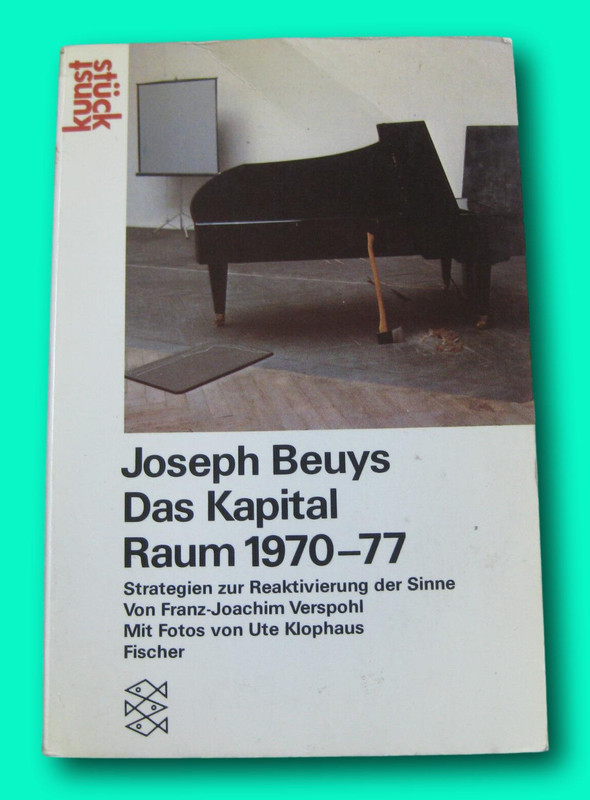 kunst
stück
Joseph Beuys
Das Kapital
Raum 1970–77
Strategien zur Reaktivierung der Sinne
Von Franz-Joachim Verspohl
Mit Fotos von Ute Klophaus
Fischer